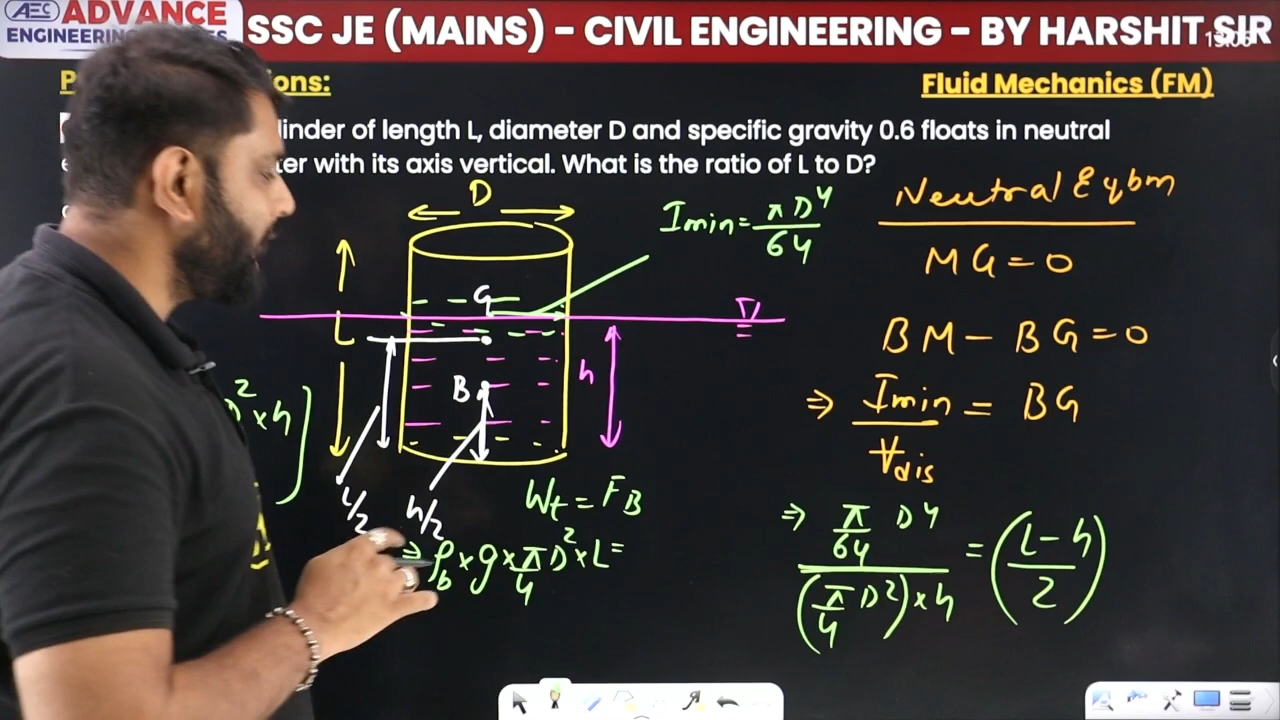 AEC ADVANCE
ENGINEERING
SSC JE (MAINS) - CIVIL ENGINEERING - BY HARSHIT SIR
ons:
Fluid Mechanics (FM)
linder of length L, diameter D and specific gravity 0.6 floats in neutral
ter with its axis vertical. What is the ratio of L to D?
D
Imin = πD⁴/64
Neutral Eqbm
MG = 0
G
L
h
B
BM - BG = 0
⇒ Imin/∀dis = BG
D² × h)
L/2
h/2
Wt = FB
⇒ ρb × g × π/4 D² × L =
⇒ (π/64 D⁴)/((π/4 D²) × h) = ((L-h)/2)